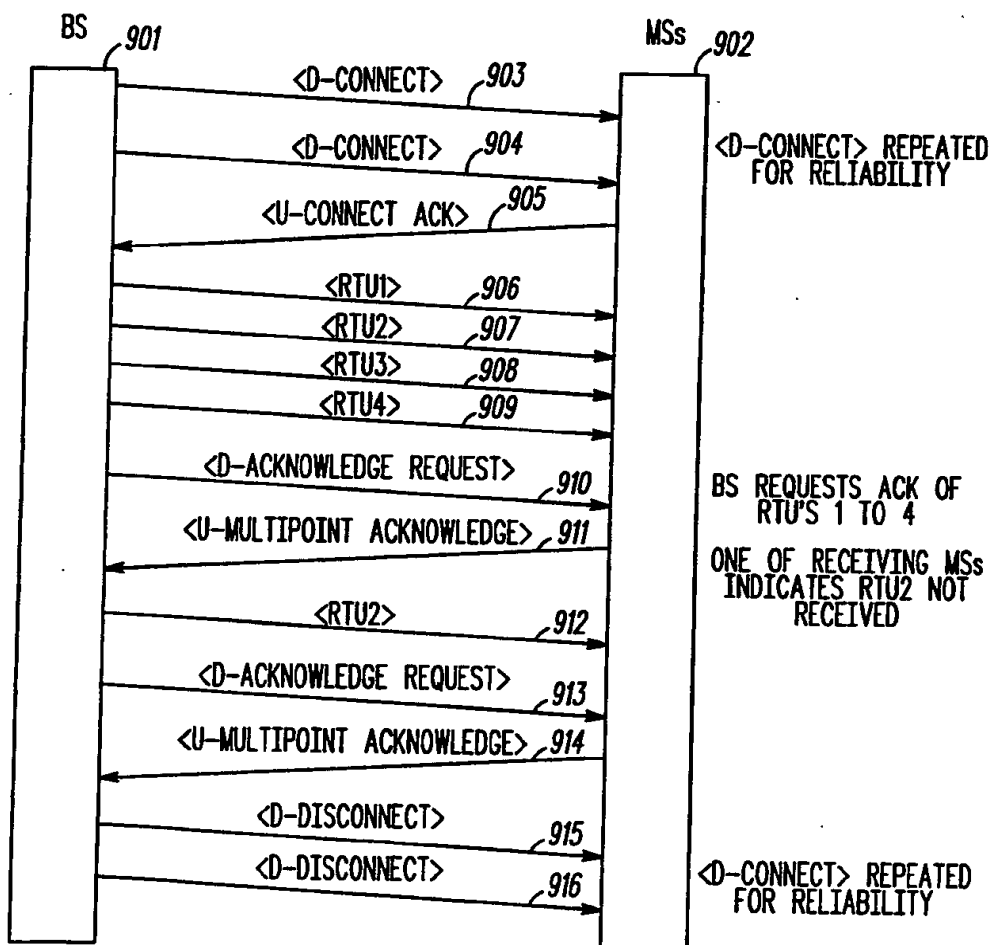 BS
901
MSs
902
<D-CONNECT>
903
<D-CONNECT>
904
<D-CONNECT> REPEATED
FOR RELIABILITY
<U-CONNECT ACK>
905
<RTU1>
906
<RTU2>
907
<RTU3>
908
<RTU4>
909
<D-ACKNOWLEDGE REQUEST>
910
BS REQUESTS ACK OF
RTU'S 1 TO 4
<U-MULTIPOINT ACKNOWLEDGE>
911
ONE OF RECEIVING MSs
INDICATES RTU2 NOT
RECEIVED
<RTU2>
912
<D-ACKNOWLEDGE REQUEST>
913
<U-MULTIPOINT ACKNOWLEDGE>
914
<D-DISCONNECT>
915
<D-DISCONNECT>
916
<D-CONNECT> REPEATED
FOR RELIABILITY